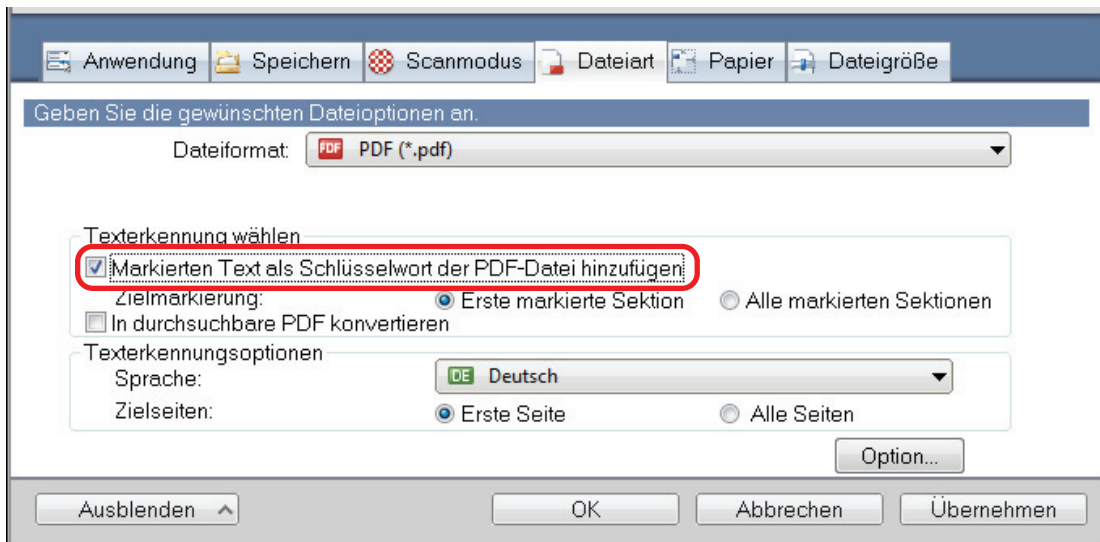 Anwendung Speichern Scanmodus Dateiart Papier Dateigröße
Geben Sie die gewünschten Dateioptionen an.
Dateiformat: PDF PDF (*.pdf)
Texterkennung wählen
Markierten Text als Schlüsselwort der PDF-Datei hinzufügen
Zielmarkierung: Erste markierte Sektion Alle markierten Sektionen
In durchsuchbare PDF konvertieren
Texterkennungsoptionen
Sprache: DE Deutsch
Zielseiten: Erste Seite Alle Seiten
Option...
Ausblenden OK Abbrechen Übernehmen